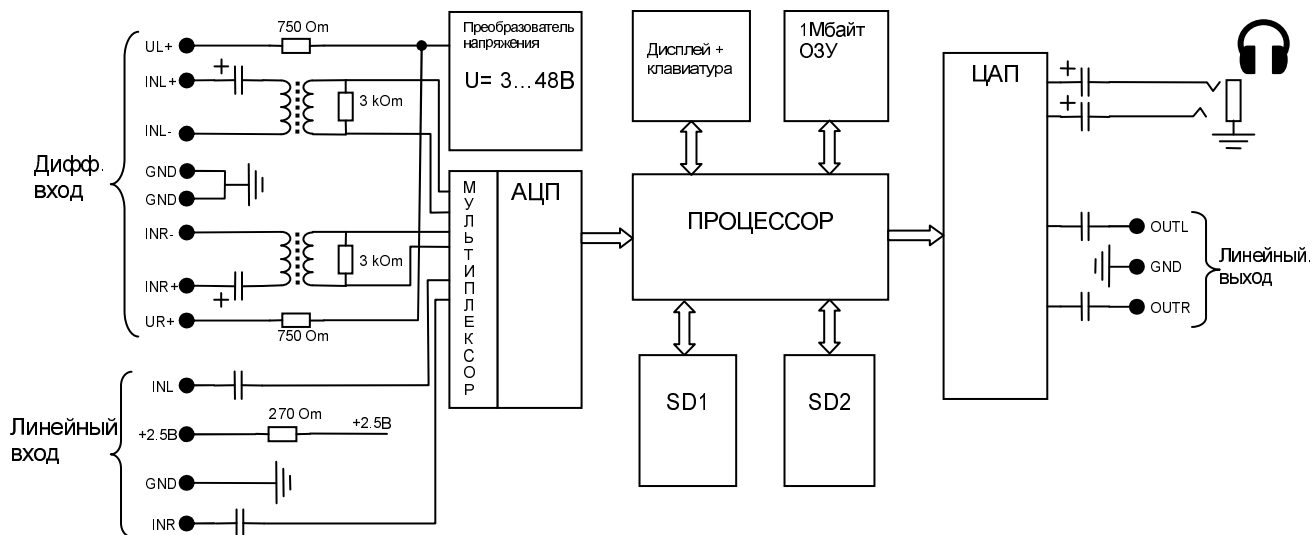 Дифф.
вход
UL+
INL+
INL-
GND
GND
INR-
INR+
UR+
750 Om
+
3 kOm
3 kOm
+
750 Om
Преобразователь
напряжения
U= 3...48В
МУЛЬТИПЛЕКСОР
АЦП
Линейный
вход
INL
+2.5В
GND
INR
270 Om
+2.5В
Дисплей +
клавиатура
1Мбайт
ОЗУ
ПРОЦЕССОР
SD1
SD2
ЦАП
+
+
OUTL
GND
OUTR
Линейный.
выход